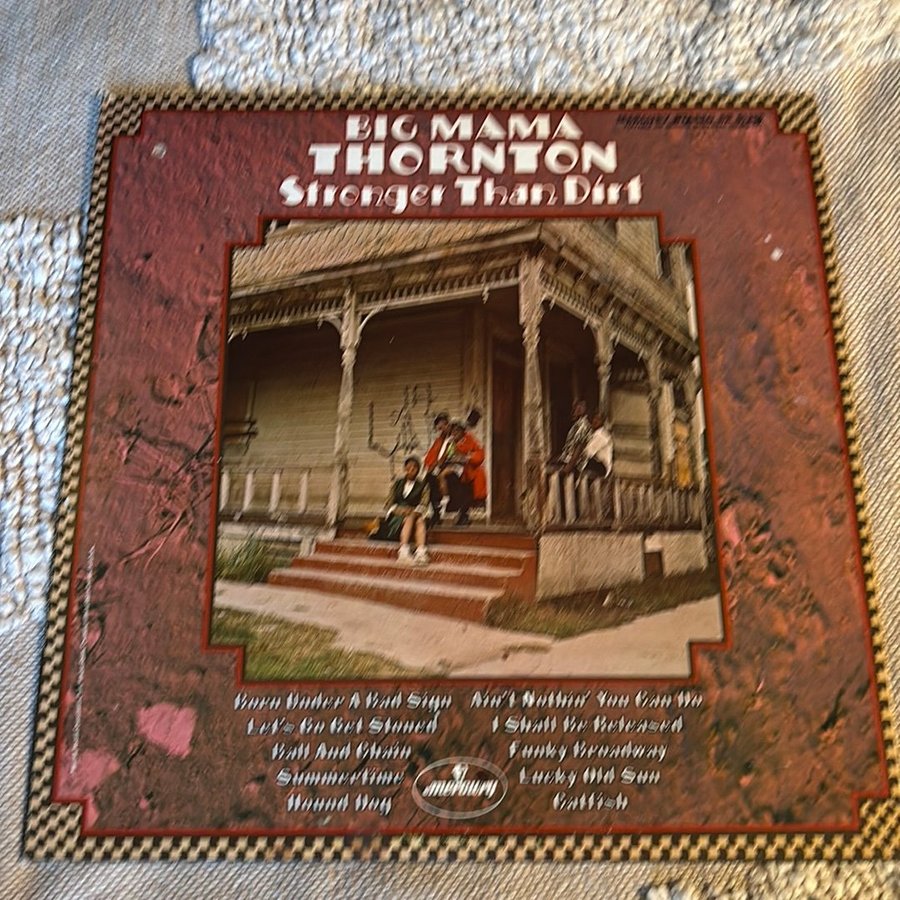 BIG MAMA
THORNTON
Stronger Than Dirt
Born Under A Bad Sign
Let's Go Get Stoned
Ball And Chain
Summertime
Hound Dog
Ain't Nothin' You Can Do
I Shall Be Released
Funky Broadway
Lucky Old Sun
Catfish
mercury